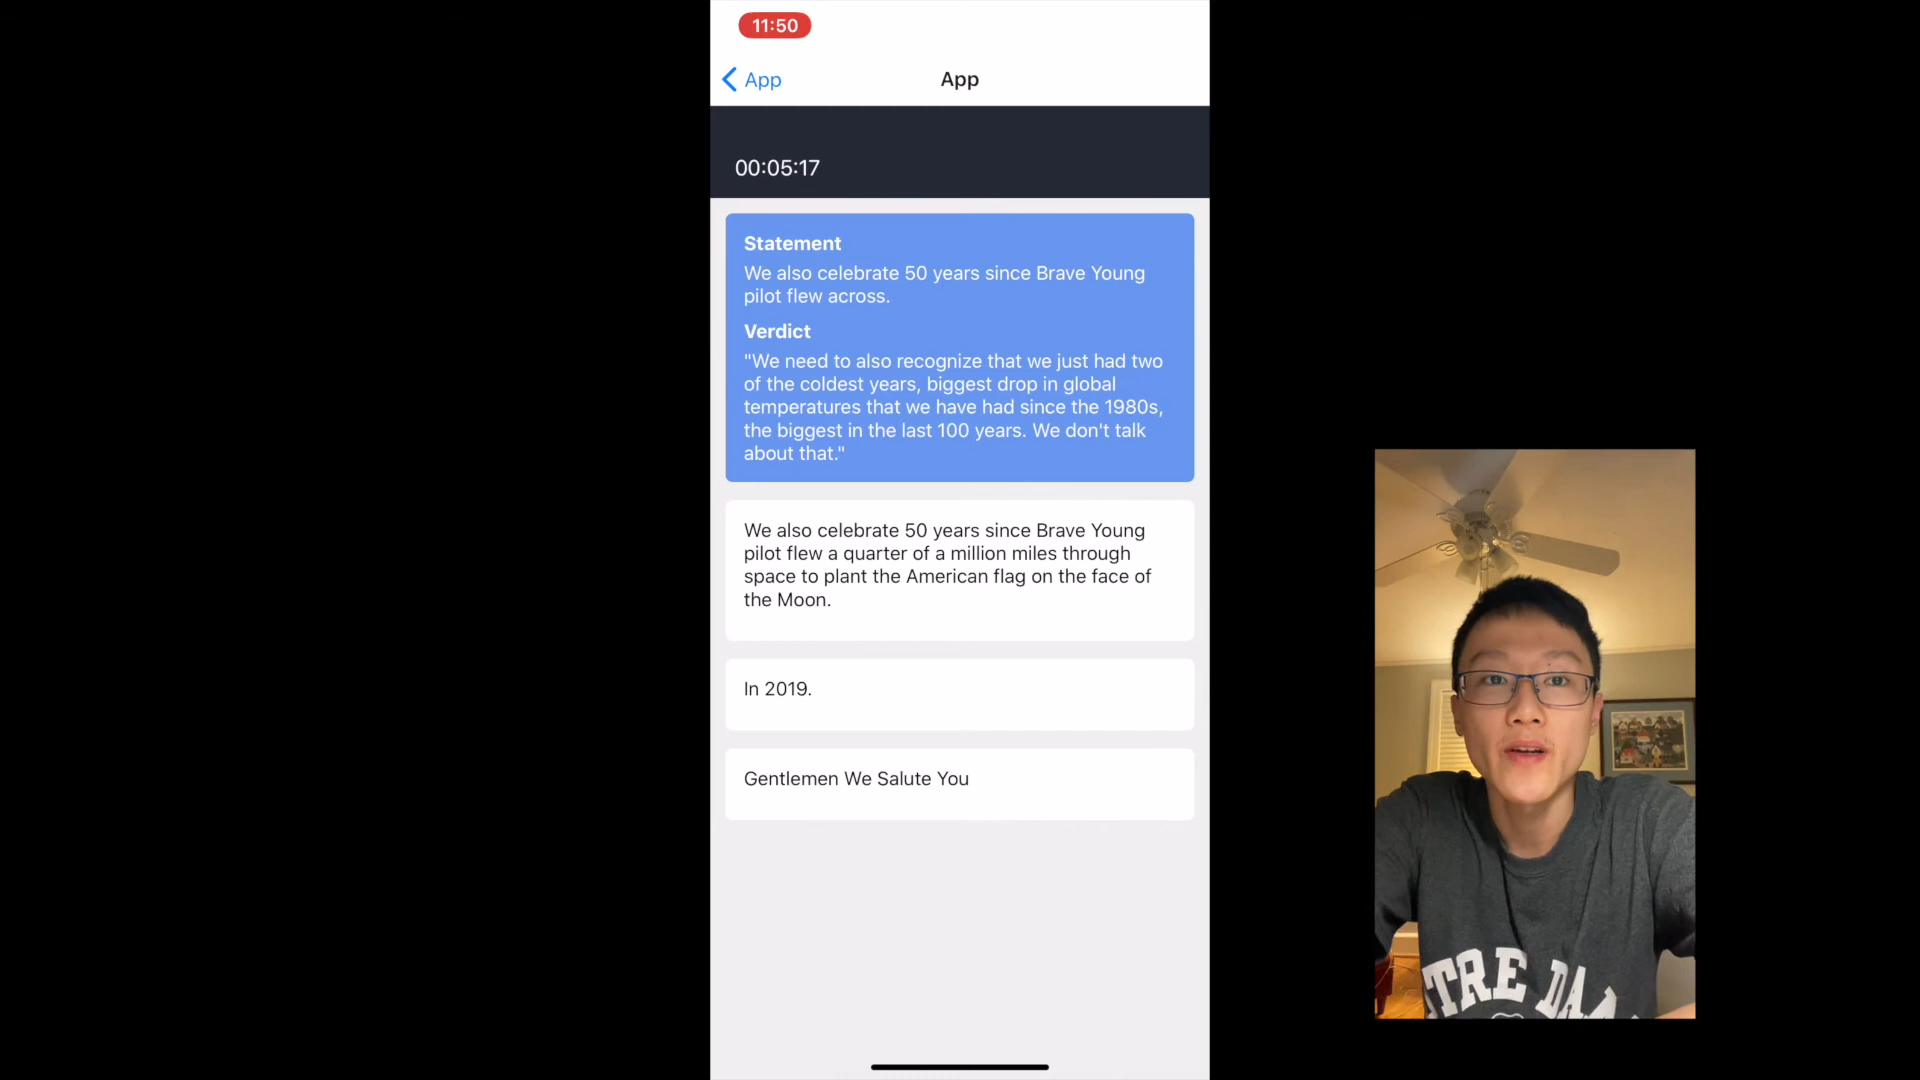 11:50
App
App
00:05:17
Statement
We also celebrate 50 years since Brave Young
pilot flew across.
Verdict
"We need to also recognize that we just had two
of the coldest years, biggest drop in global
temperatures that we have had since the 1980s,
the biggest in the last 100 years. We don't talk
about that."
We also celebrate 50 years since Brave Young
pilot flew a quarter of a million miles through
space to plant the American flag on the face of
the Moon.
In 2019.
Gentlemen We Salute You
TRE DA